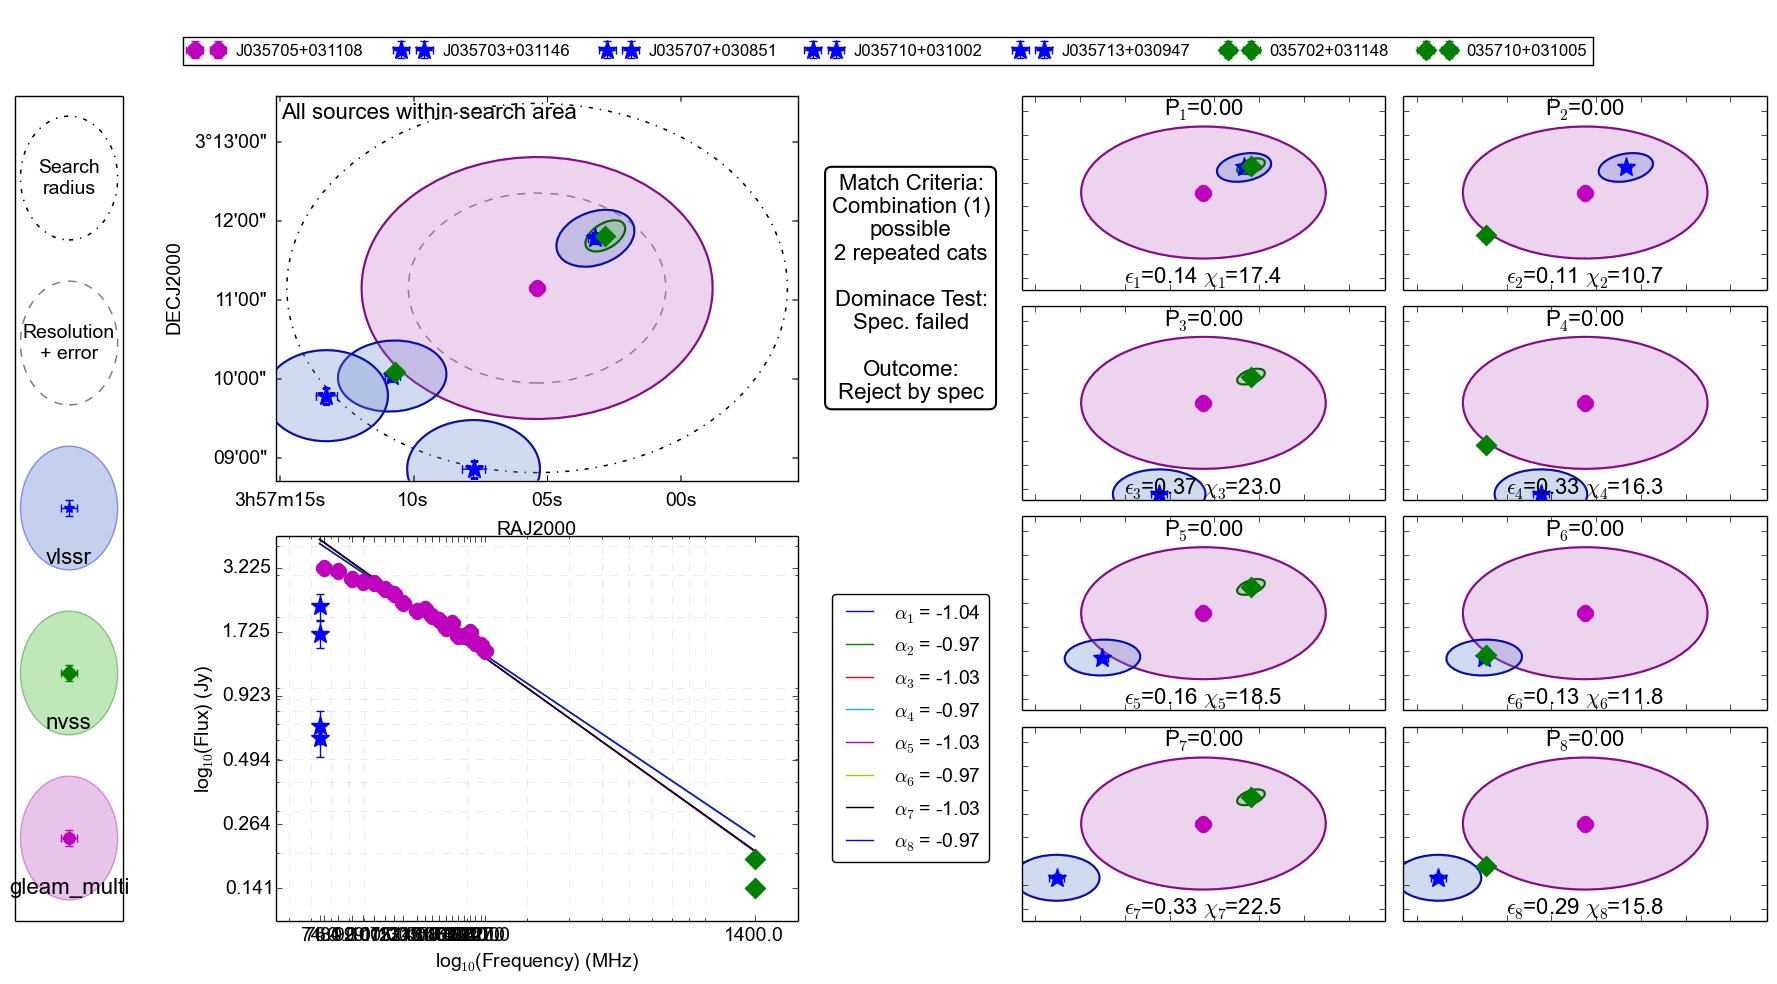 J035705+031108 J035703+031146 J035707+030851 J035710+031002 J035713+030947 035702+031148 035710+031005
Search
radius
Resolution
+ error
vlssr
nvss
gleam_multi
All sources within search area
DECJ2000
3°13'00"
12'00"
11'00"
10'00"
09'00"
3h57m15s 10s 05s 00s
RAJ2000
log10(Flux) (Jy)
3.225
1.725
0.923
0.494
0.264
0.141
1400.0
log10(Frequency) (MHz)
Match Criteria:
Combination (1)
possible
2 repeated cats
Dominace Test:
Spec. failed
Outcome:
Reject by spec
α1 = -1.04
α2 = -0.97
α3 = -1.03
α4 = -0.97
α5 = -1.03
α6 = -0.97
α7 = -1.03
α8 = -0.97
P1=0.00
ϵ1=0.14 χ1=17.4
P2=0.00
ϵ2=0.11 χ2=10.7
P3=0.00
ϵ3=0.37 χ3=23.0
P4=0.00
ϵ4=0.33 χ4=16.3
P5=0.00
ϵ5=0.16 χ5=18.5
P6=0.00
ϵ6=0.13 χ6=11.8
P7=0.00
ϵ7=0.33 χ7=22.5
P8=0.00
ϵ8=0.29 χ8=15.8